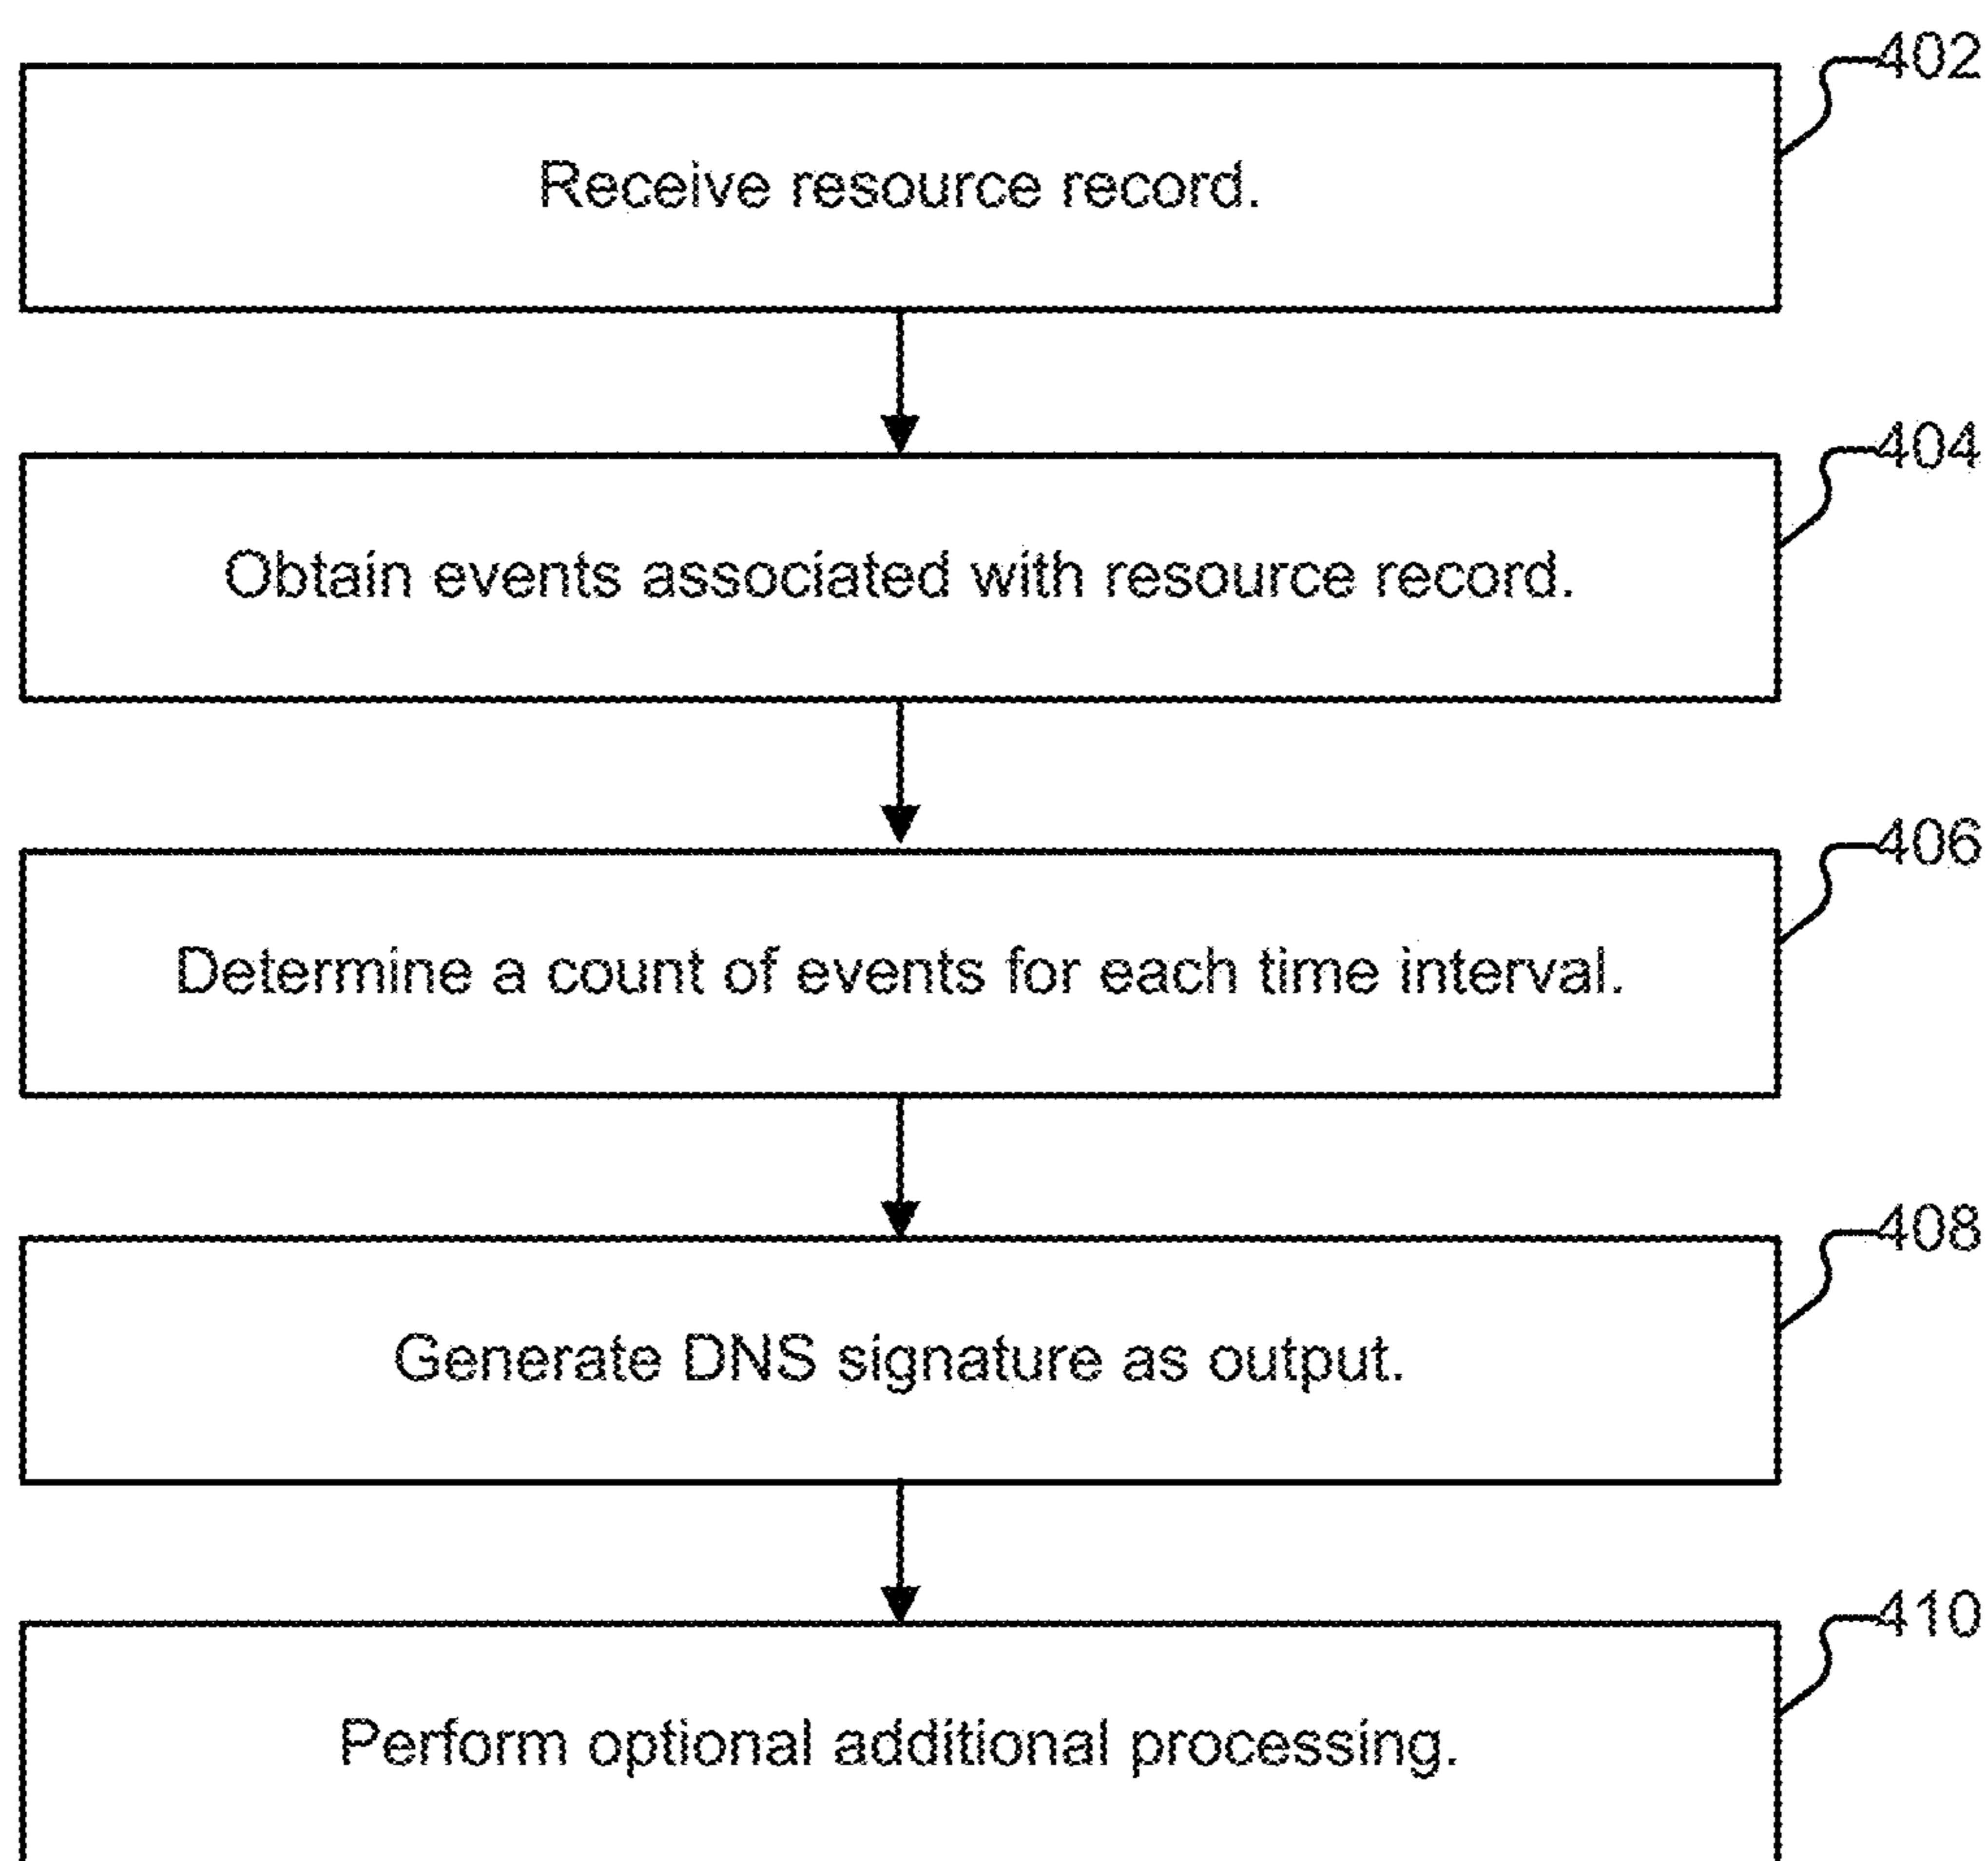 402
Receive resource record.
404
Obtain events associated with resource record.
406
Determine a count of events for each time interval.
408
Generate DNS signature as output.
410
Perform optional additional processing.